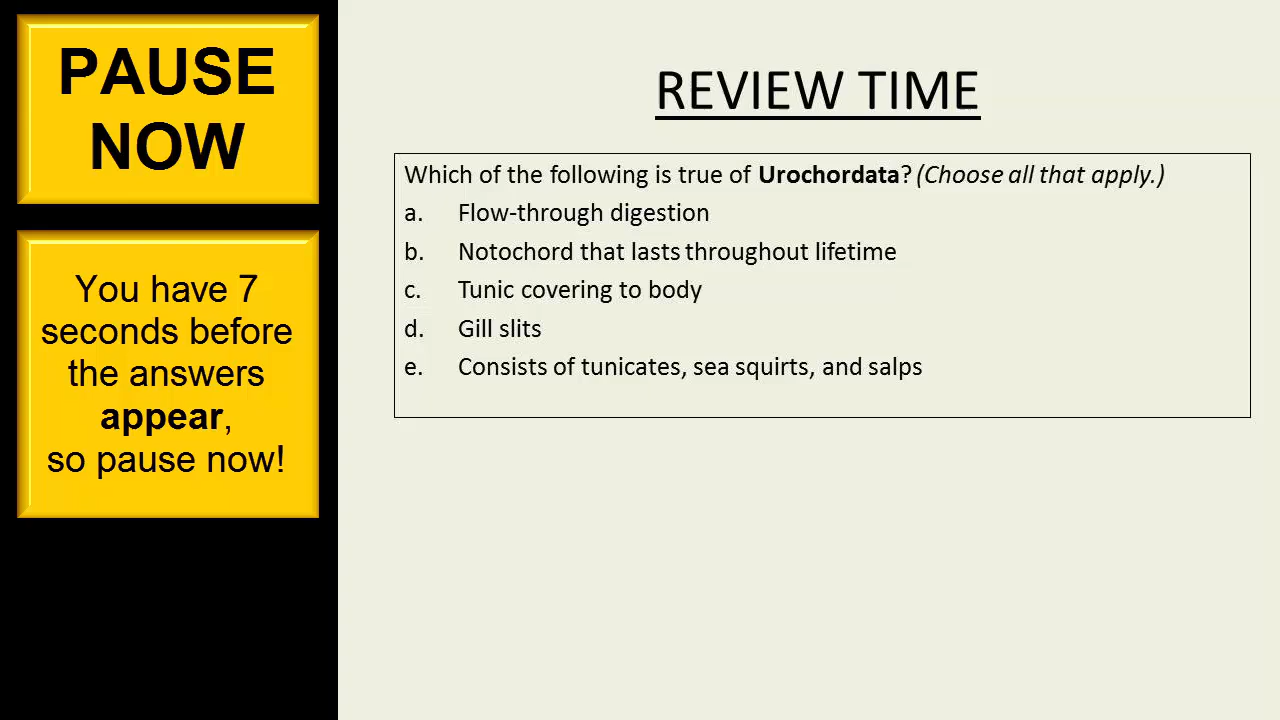 PAUSE
NOW
You have 7
seconds before
the answers
appear,
so pause now!
REVIEW TIME
Which of the following is true of Urochordata? (Choose all that apply.)
a. Flow-through digestion
b. Notochord that lasts throughout lifetime
c. Tunic covering to body
d. Gill slits
e. Consists of tunicates, sea squirts, and salps